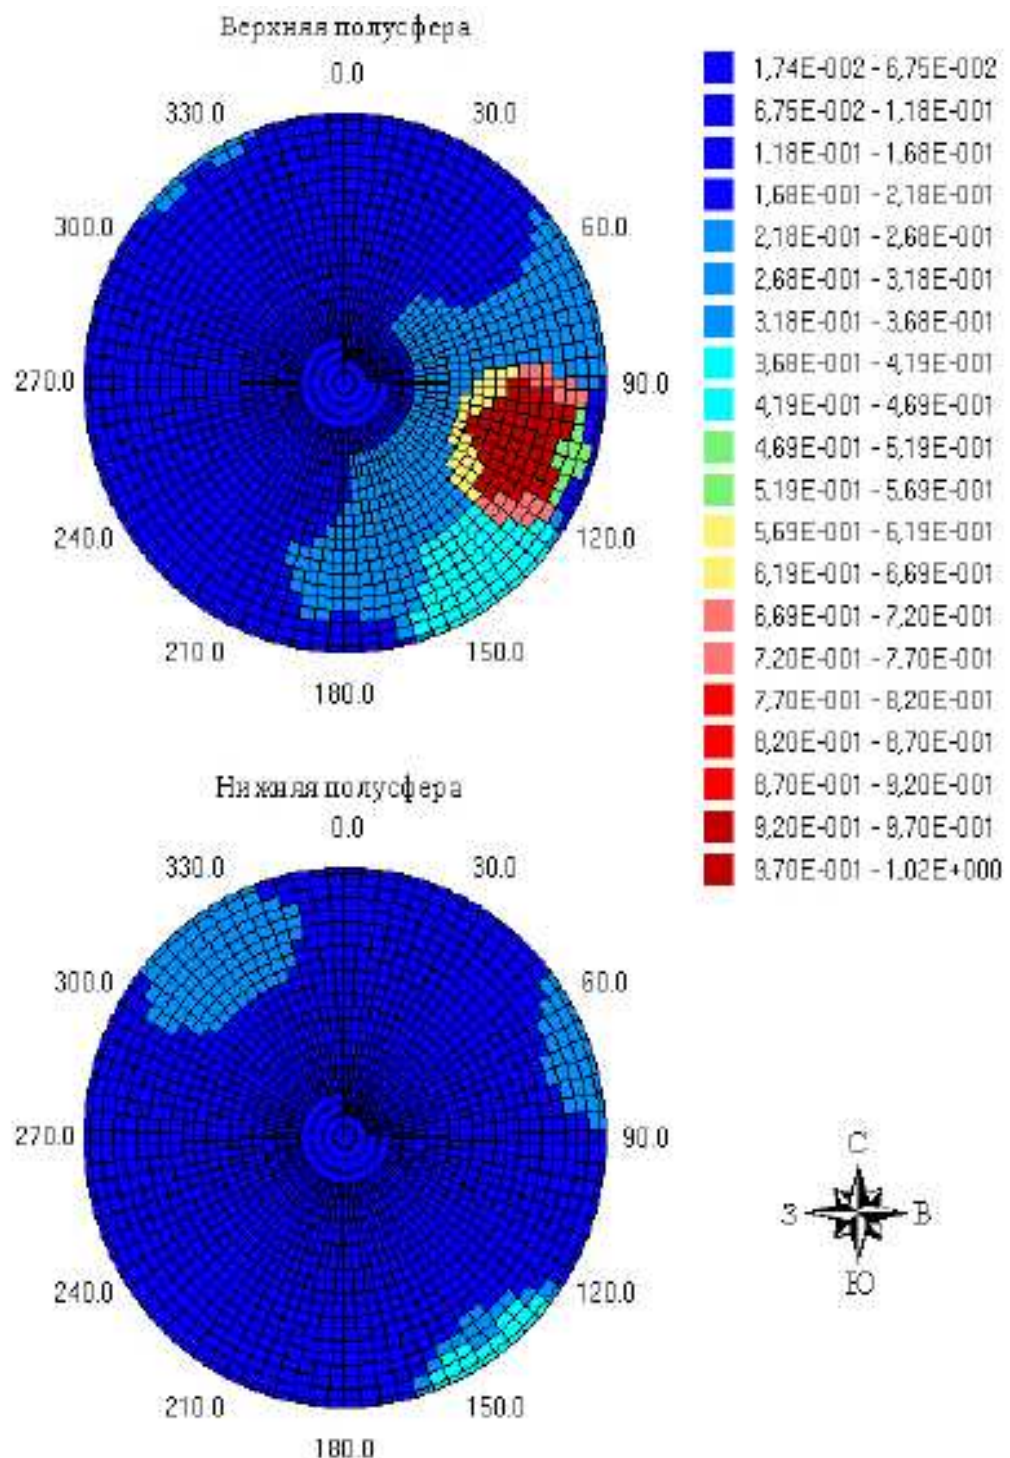 Верхняя полусфера
0.0
330.0
30.0
300.0
60.0
270.0
90.0
240.0
120.0
210.0
150.0
180.0
1,74E-002 - 6,75E-002
6,75E-002 - 1,18E-001
1,18E-001 - 1,68E-001
1,68E-001 - 2,18E-001
2,18E-001 - 2,68E-001
2,68E-001 - 3,18E-001
3,18E-001 - 3,68E-001
3,68E-001 - 4,19E-001
4,19E-001 - 4,69E-001
4,69E-001 - 5,19E-001
5,19E-001 - 5,69E-001
5,69E-001 - 6,19E-001
6,19E-001 - 6,69E-001
6,69E-001 - 7,20E-001
7,20E-001 - 7,70E-001
7,70E-001 - 8,20E-001
8,20E-001 - 8,70E-001
8,70E-001 - 9,20E-001
9,20E-001 - 9,70E-001
9,70E-001 - 1,02E+000
Нижняя полусфера
0.0
330.0
30.0
300.0
60.0
270.0
90.0
240.0
120.0
210.0
150.0
180.0
С
З
В
Ю